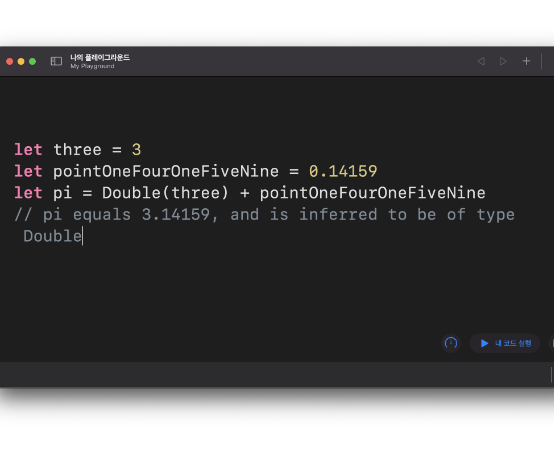 나의 플레이그라운드
My Playground
let three = 3
let pointOneFourOneFiveNine = 0.14159
let pi = Double(three) + pointOneFourOneFiveNine
// pi equals 3.14159, and is inferred to be of type
Double
내 코드 실행